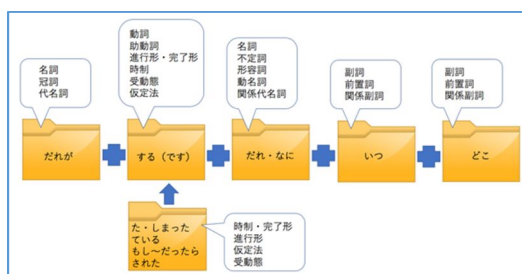 名詞
冠詞
代名詞
動詞
助動詞
進行形・完了形
時制
受動態
仮定法
名詞
不定詞
形容詞
動名詞
関係代名詞
副詞
前置詞
関係副詞
副詞
前置詞
関係副詞
だれが
する（です）
だれ・なに
いつ
どこ
た・しまった
ている
もし～だったら
された
時制・完了形
進行形
仮定法
受動態